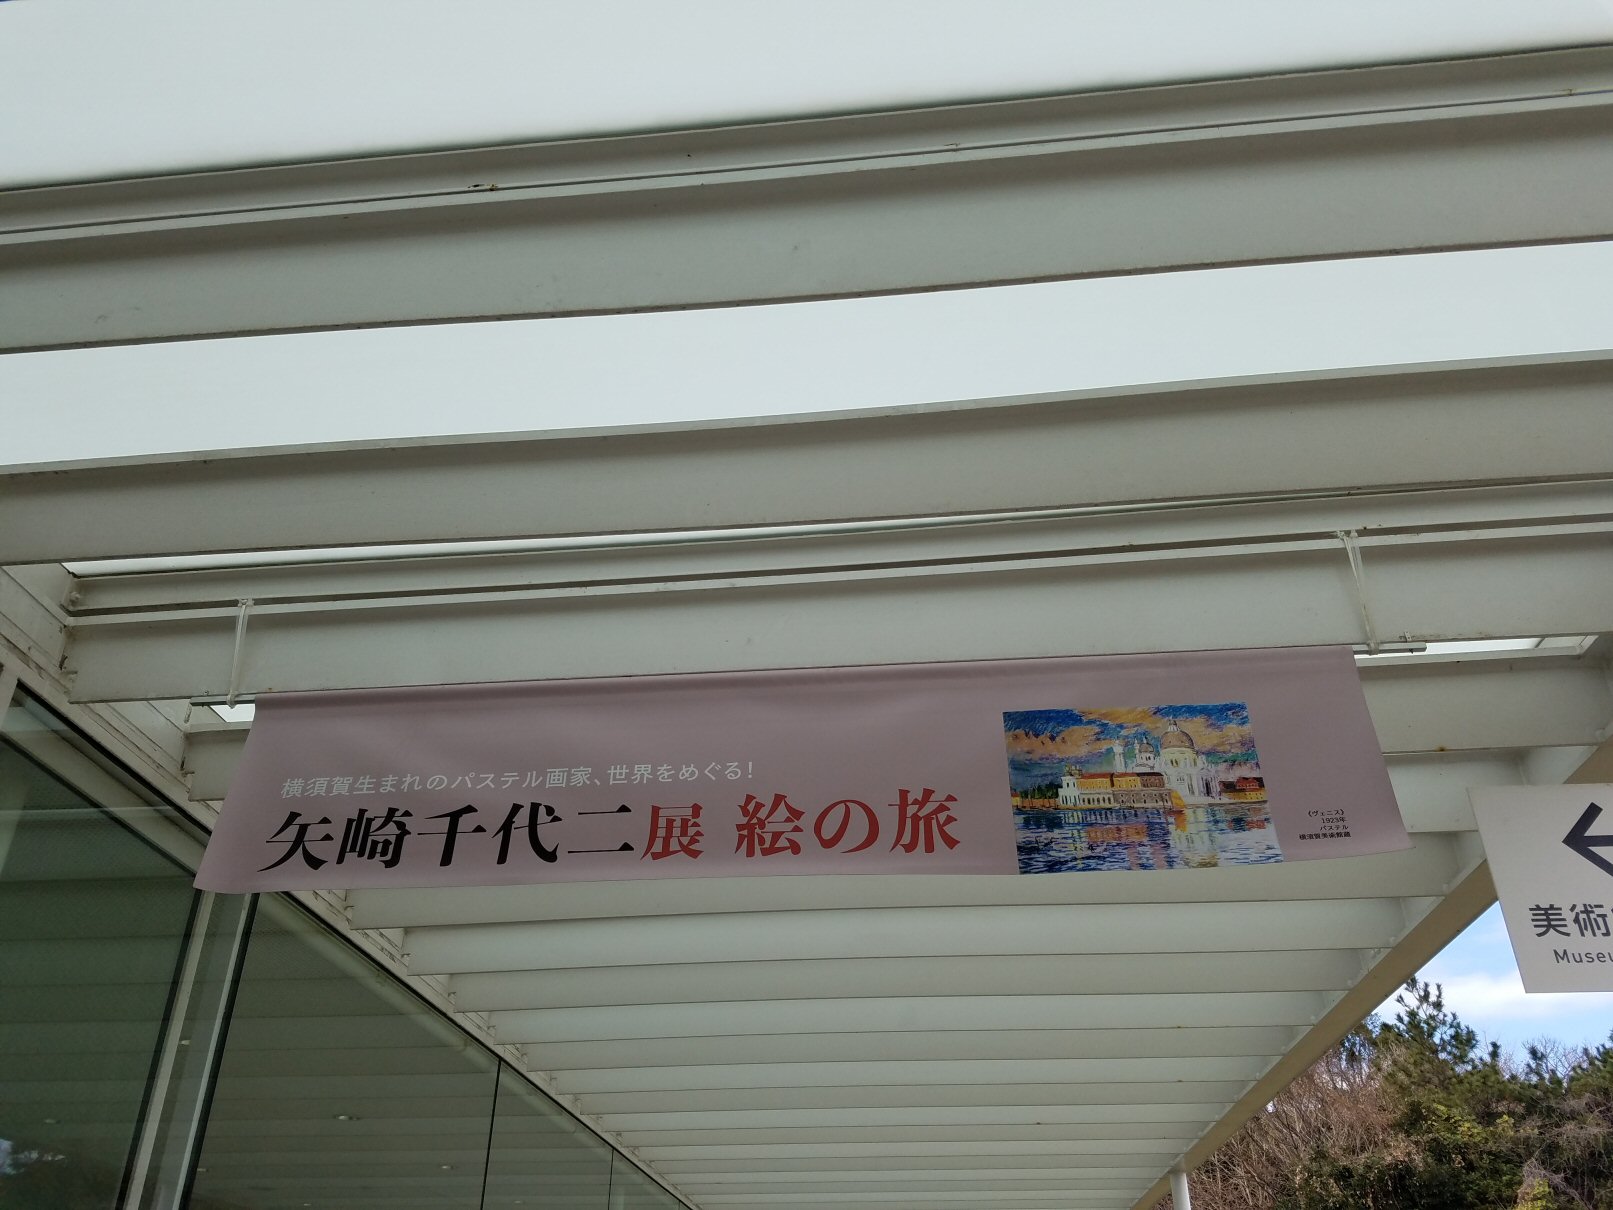 横須賀生まれのパステル画家、世界をめぐる!
矢崎千代二展 絵の旅
《ヴェニス》
1923年
パステル
横須賀美術館蔵
美術
Museu